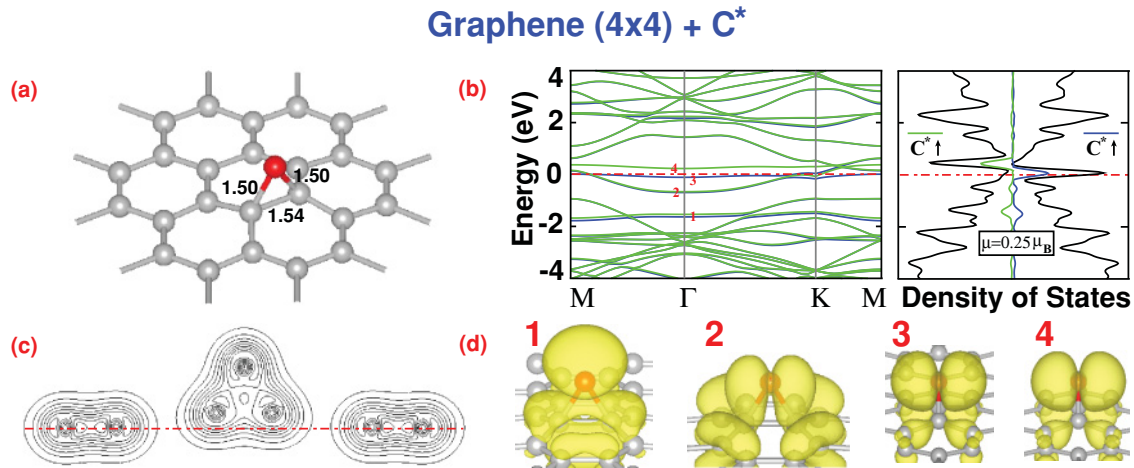 Graphene (4x4) + C*
(a)
1.50
1.50
1.54
(b)
Energy (eV)
4
2
0
-2
-4
4
3
2
1
M
Γ
K
M
C* ↑
C* ↑
μ=0.25μB
Density of States
(c)
(d)
1
2
3
4